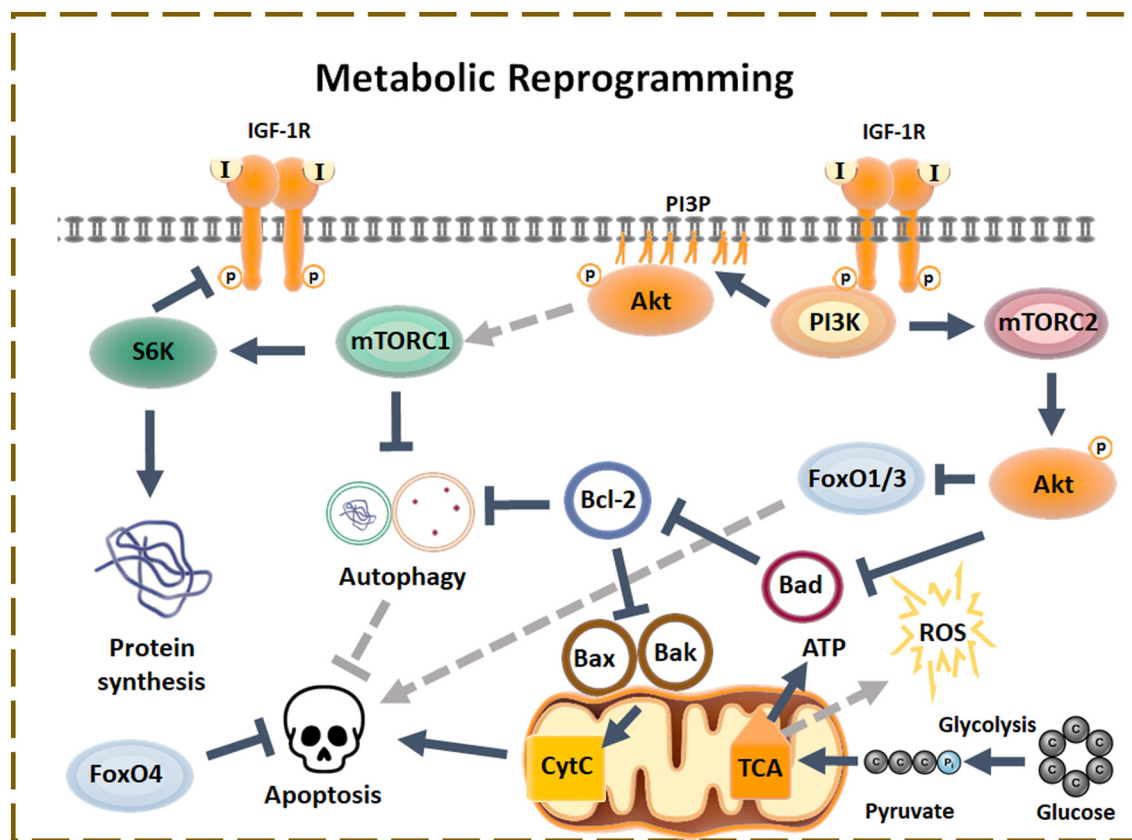 Metabolic Reprogramming
IGF-1R
IGF-1R
I
I
I
I
PI3P
P
P
P
P
P
Akt
PI3K
mTORC2
S6K
mTORC1
P
FoxO1/3
Akt
Bcl-2
Autophagy
Bad
ROS
Protein
synthesis
Bax
Bak
ATP
Glycolysis
FoxO4
Apoptosis
CytC
TCA
C C C Pi
C C C C C C
Pyruvate
Glucose